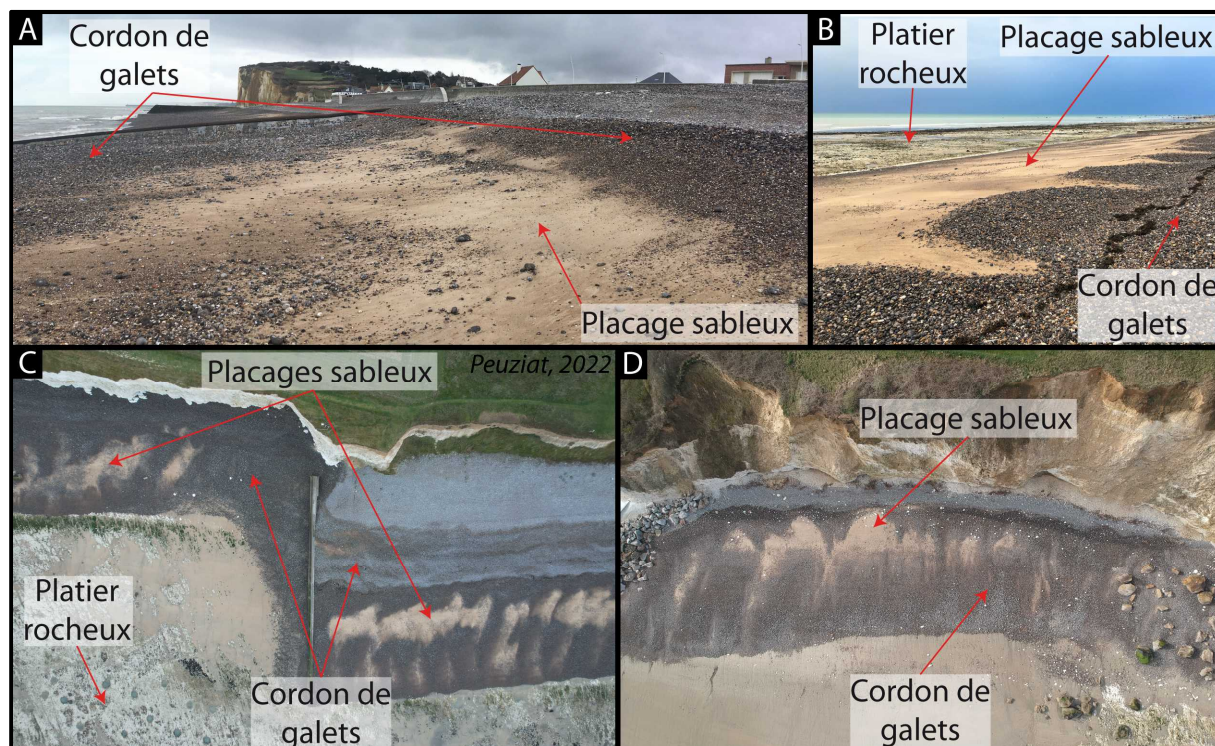 A
Cordon de
galets
Placage sableux
B
Platier
rocheux
Placage sableux
Cordon de
galets
C
Placages sableux
Peuziat, 2022
Platier
rocheux
Cordon de
galets
D
Placage sableux
Cordon de
galets